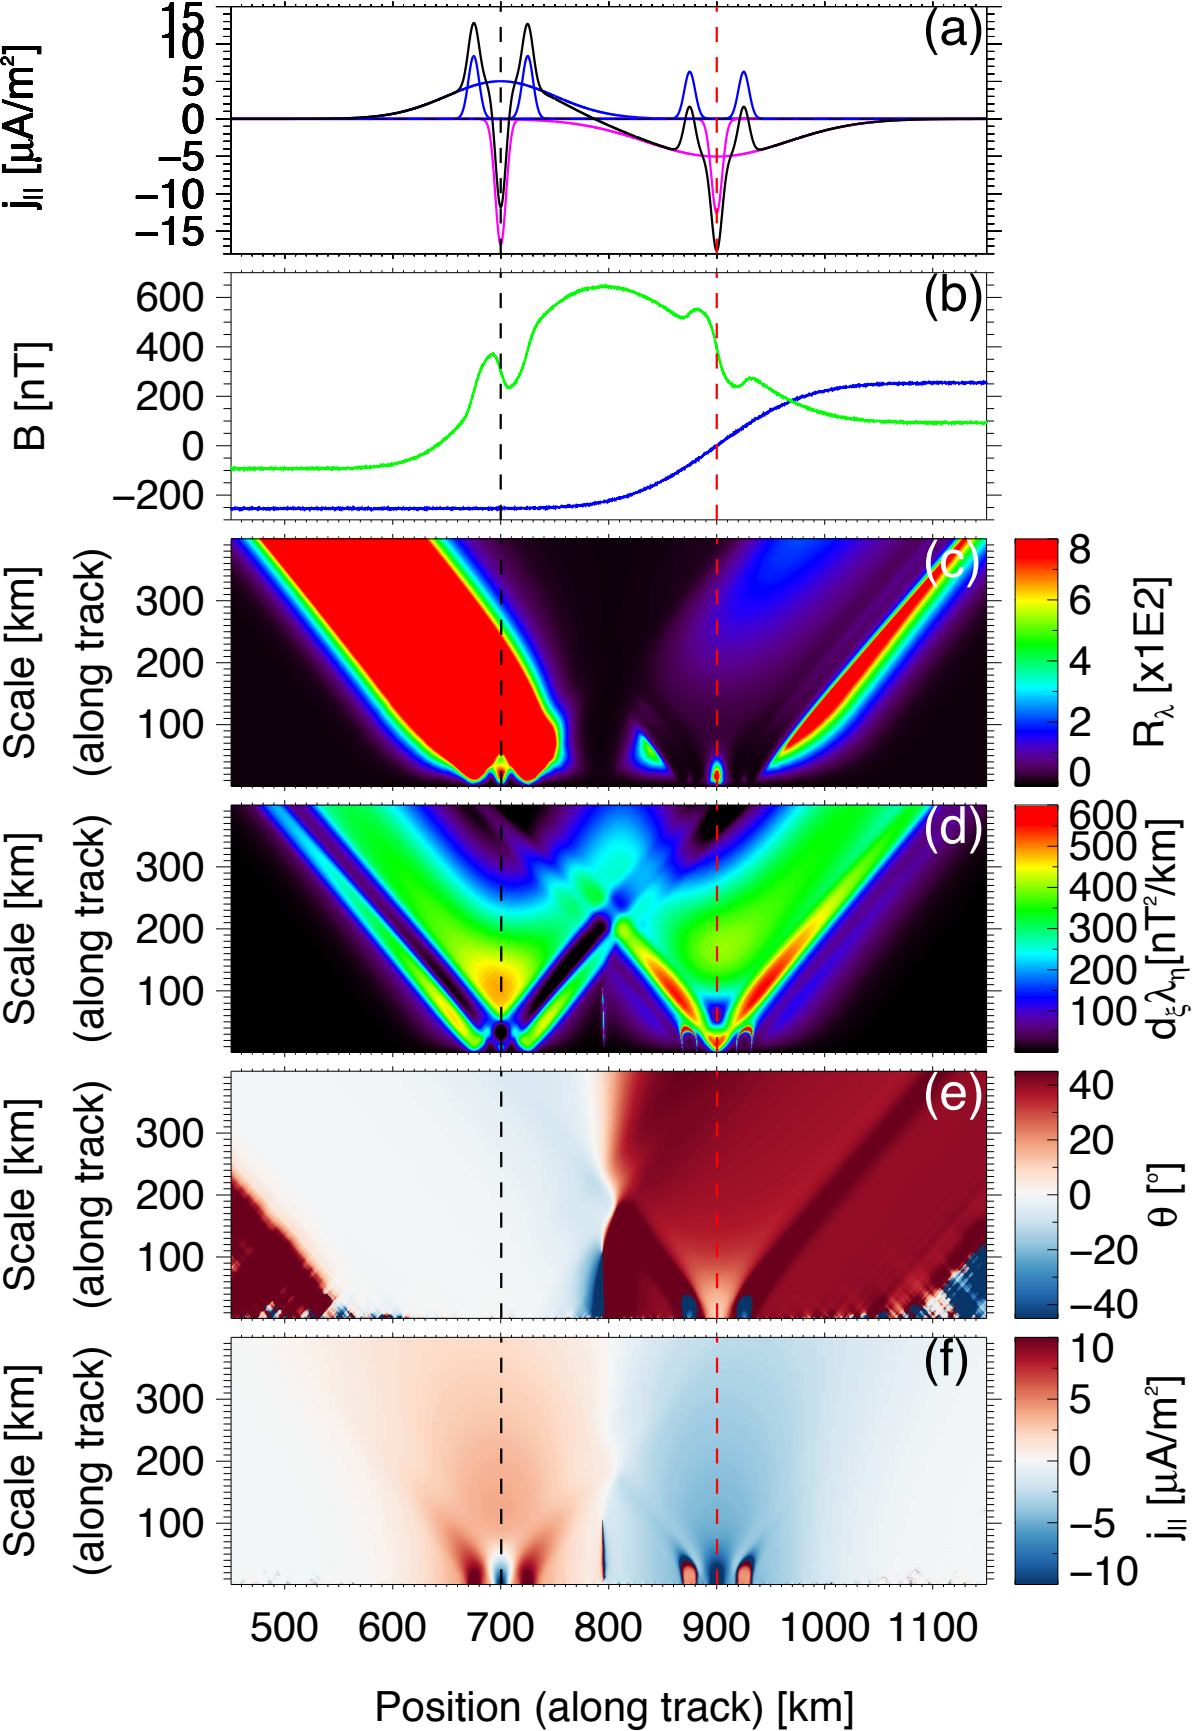 (a)
15
10
5
0
−5
−10
−15
j|| [μA/m²]
(b)
600
400
200
0
−200
B [nT]
(c)
300
200
100
Scale [km]
(along track)
8
6
4
2
0
Rλ [x1E2]
(d)
300
200
100
Scale [km]
(along track)
600
500
400
300
200
100
dξλη[nT²/km]
(e)
300
200
100
Scale [km]
(along track)
40
20
0
−20
−40
θ [º]
(f)
300
200
100
Scale [km]
(along track)
10
5
0
−5
−10
j|| [μA/m²]
500 600 700 800 900 1000 1100
Position (along track) [km]